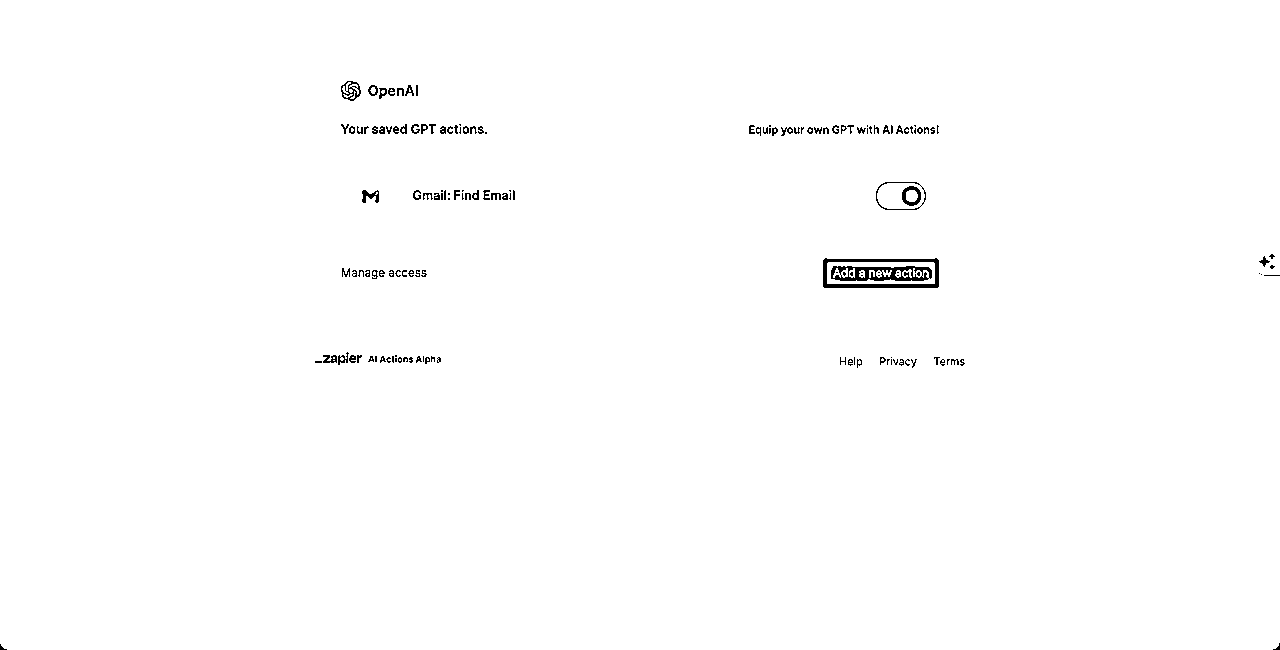 OpenAI
Your saved GPT actions. Equip your own GPT with AI Actions!
Gmail: Find Email
Manage access Add a new action
_zapier AI Actions Alpha Help Privacy Terms